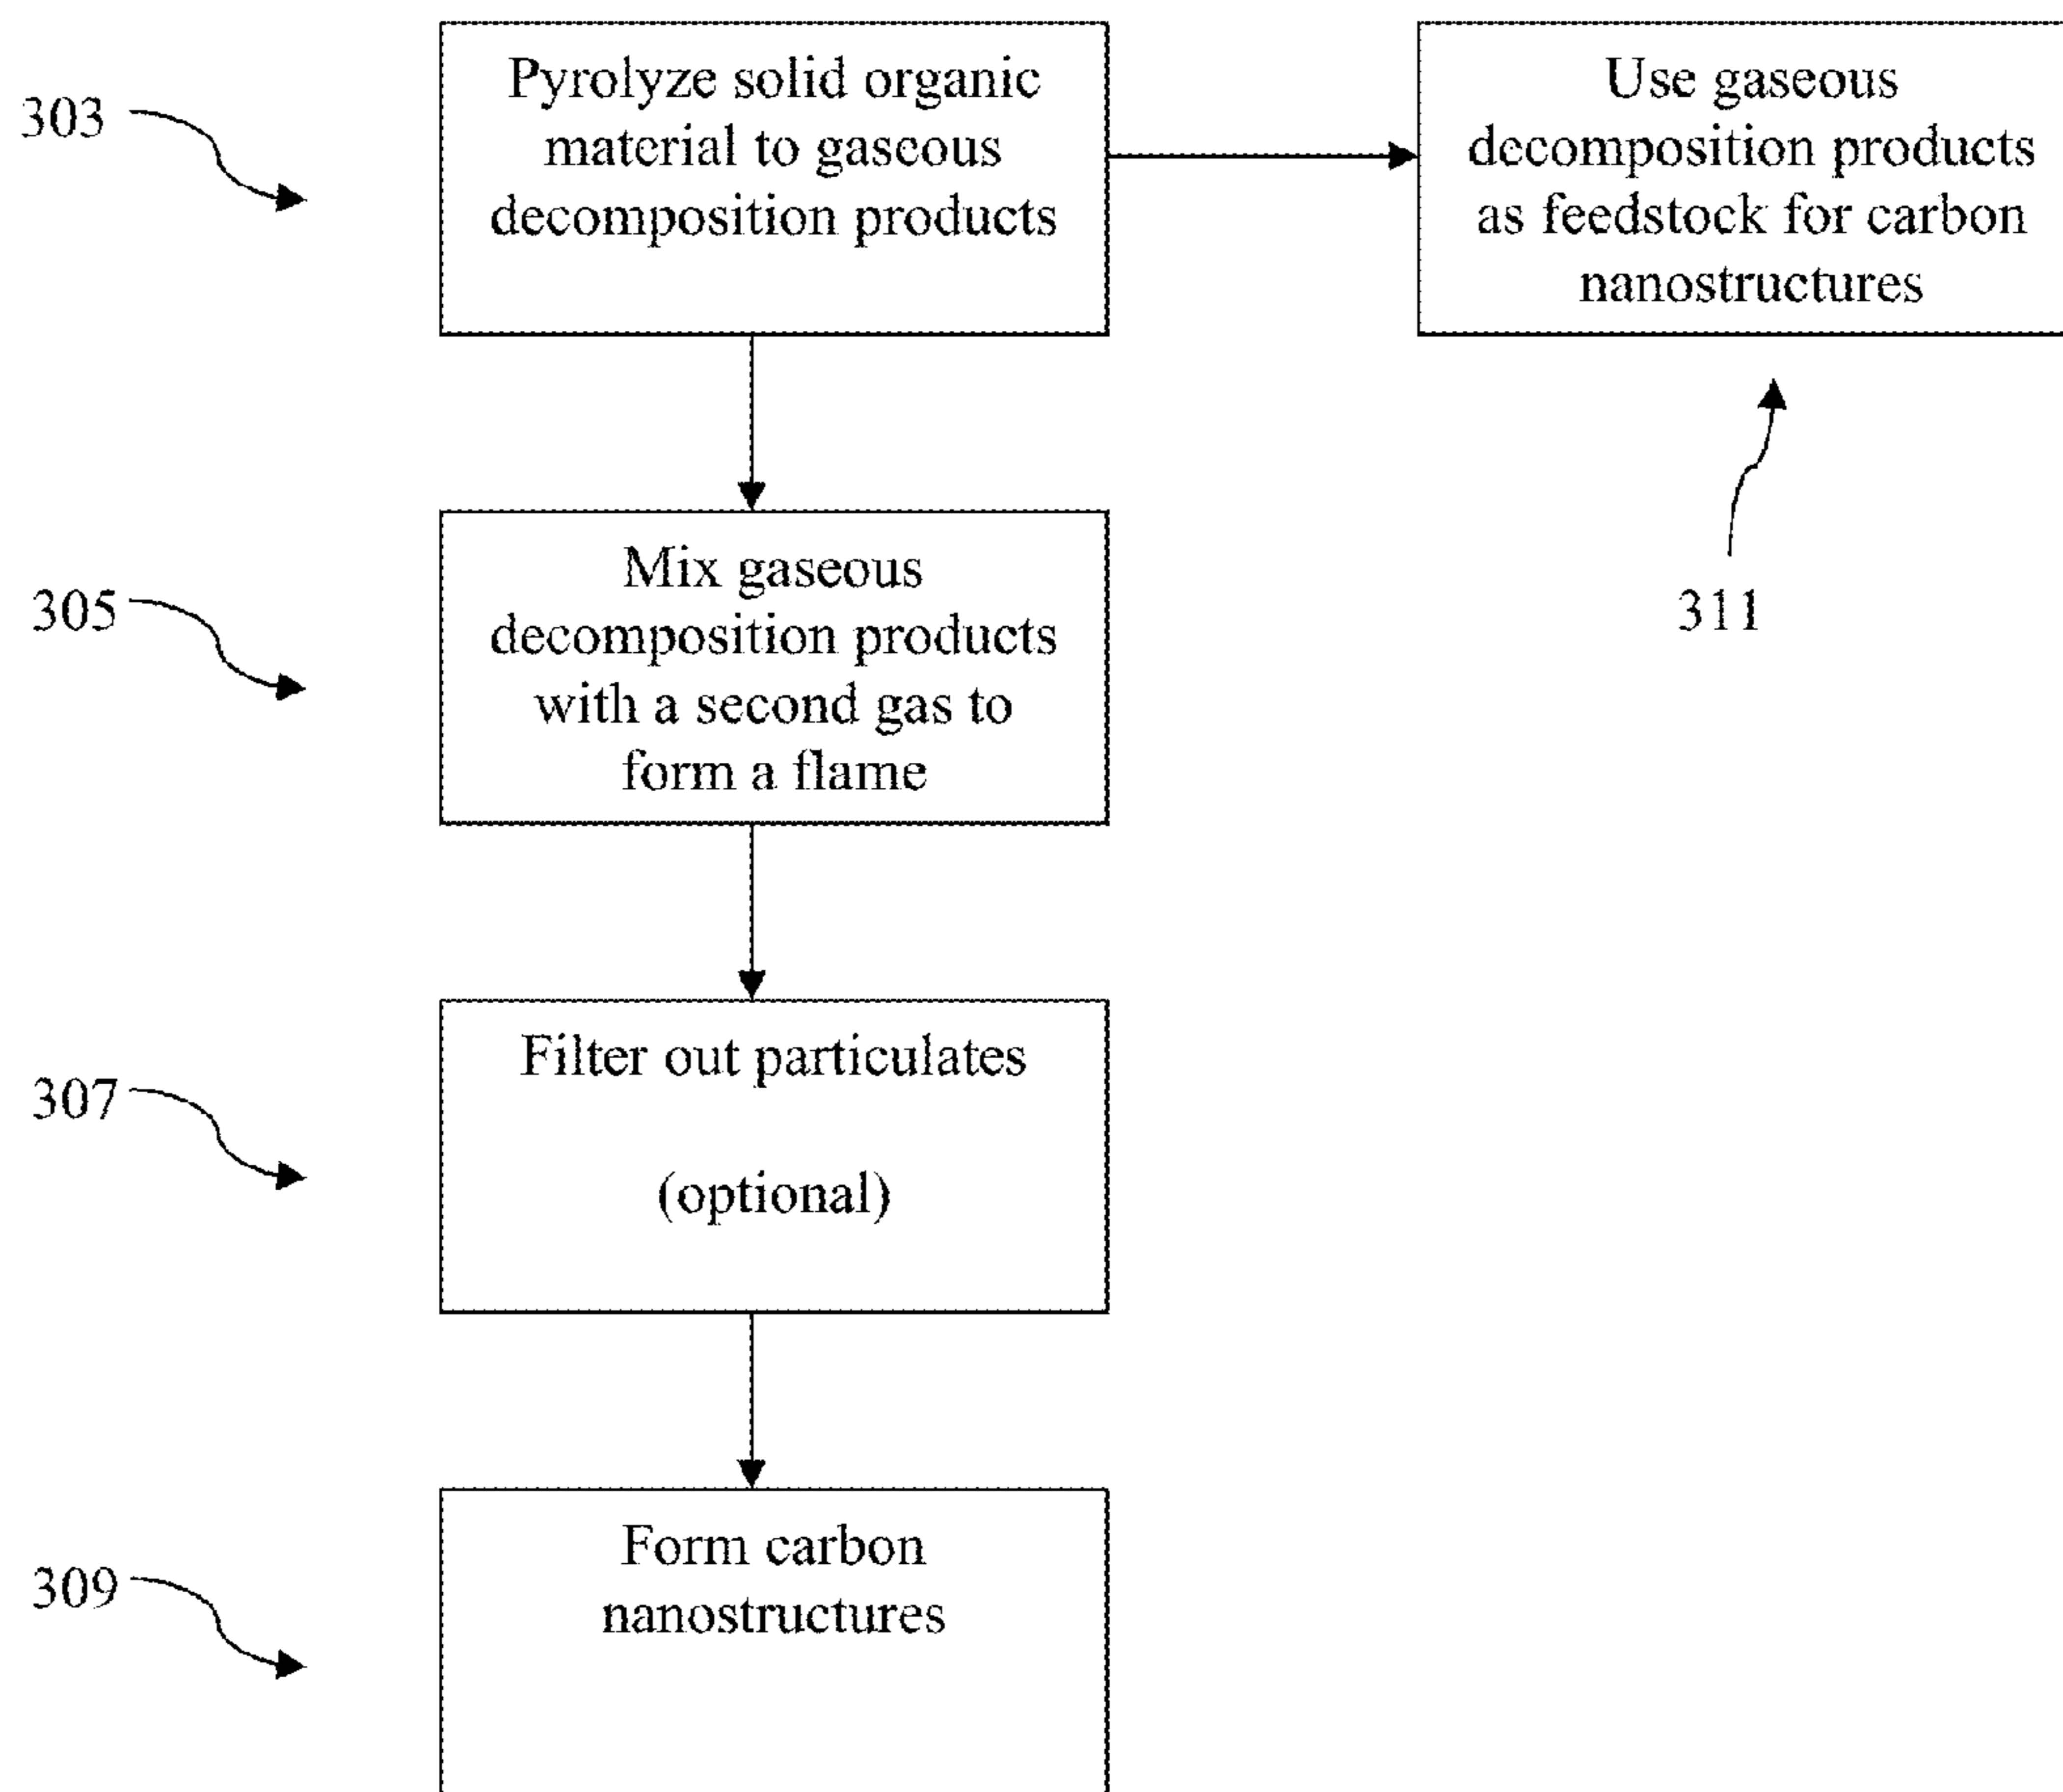 303
Pyrolyze solid organic
material to gaseous
decomposition products
Use gaseous
decomposition products
as feedstock for carbon
nanostructures
311
305
Mix gaseous
decomposition products
with a second gas to
form a flame
307
Filter out particulates
(optional)
309
Form carbon
nanostructures